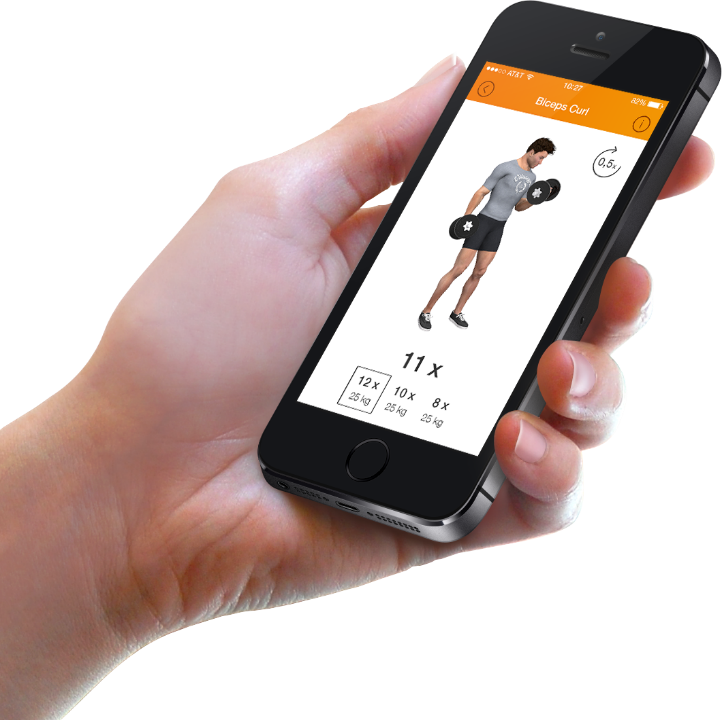 AT&T
10:27
82%
Biceps Curl
i
0,5x
11 x
12 x
25 kg
10 x
25 kg
8 x
25 kg